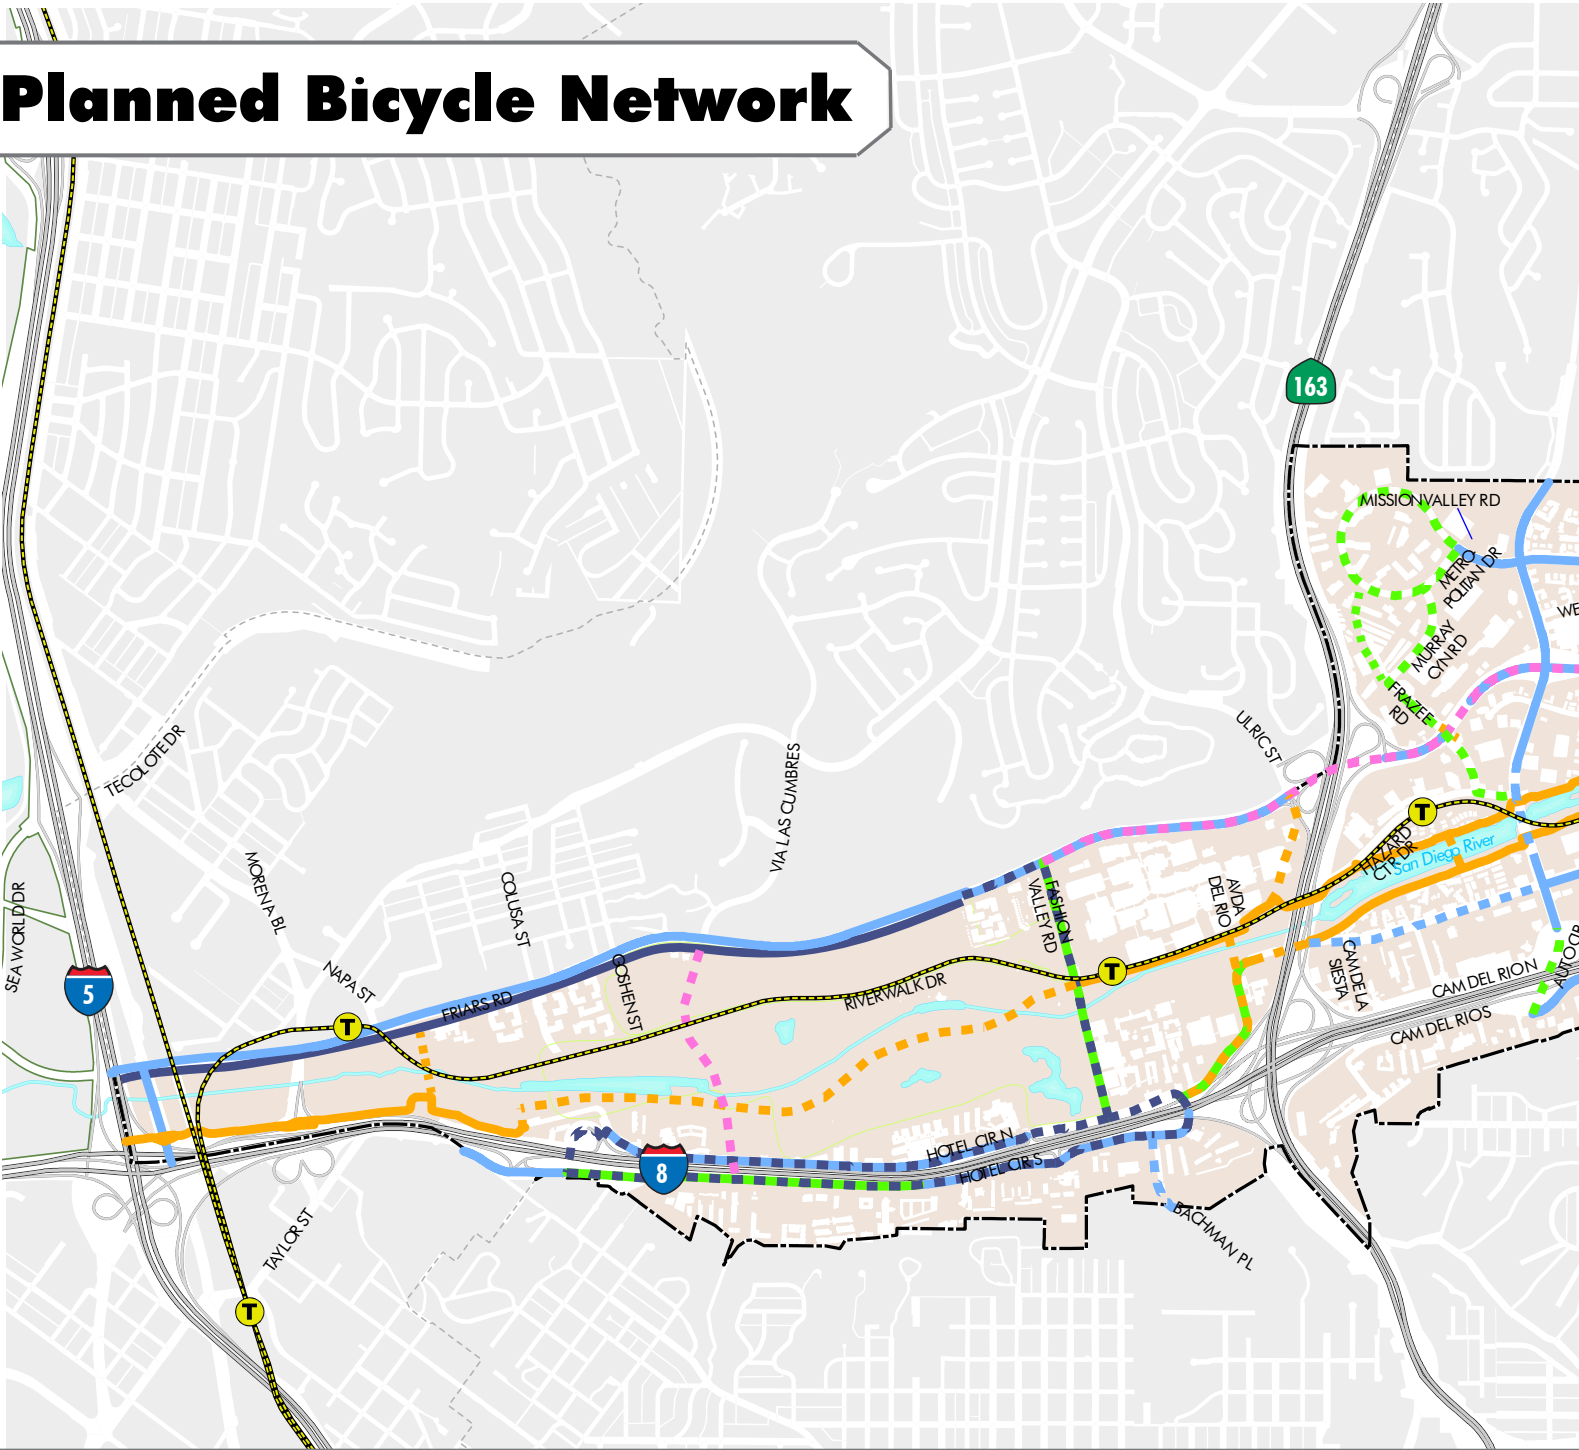 Planned Bicycle Network
163
MISSION VALLEY RD
METRO-
POLITAN DR
WE
MURRAY
CYN RD
FRAZEE
RD
ULRIC ST
TECOLOTE DR
VIA LAS CUMBRES
T
HAZARD
CTR DR
San Diego River
MORENA BL
COLUSA ST
SEA WORLD DR
FASHION
VALLEY RD
AVDA
DEL RIO
NAPA ST
GOSHEN ST
CAM DE LA
SIESTA
AUTO CIR
5
FRIARS RD
RIVERWALK DR
T
T
CAM DEL RIO N
CAM DEL RIO S
HOTEL CIR N
HOTEL CIR S
8
TAYLOR ST
BACHMAN PL
T